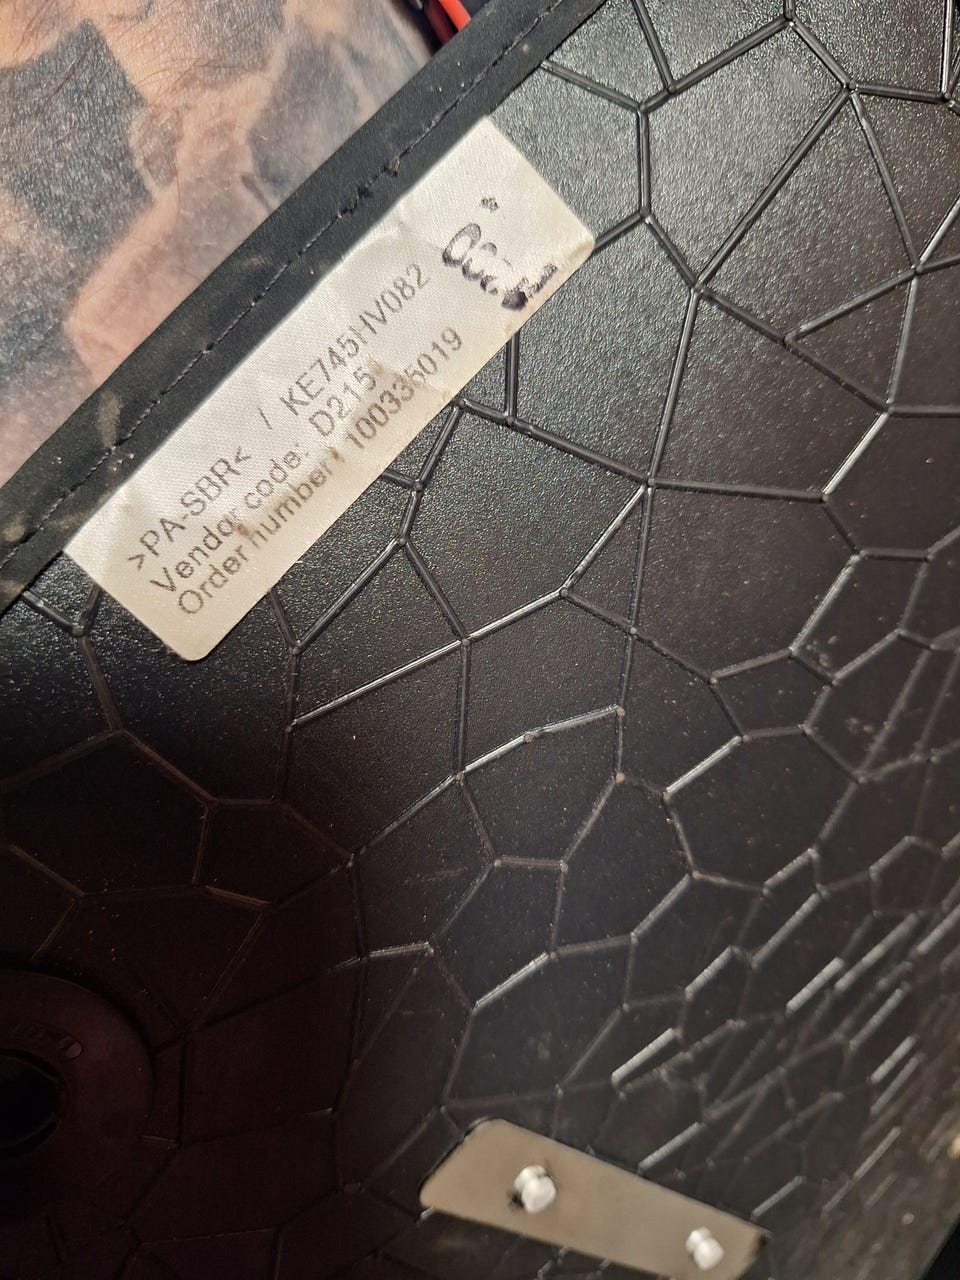 >PA-SBR< / KE745HV082
Vendor code: D215
Order number: 100335019